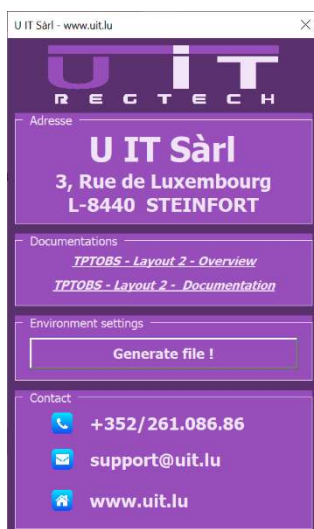 U IT Sàrl - www.uit.lu
U IT
REGTECH
Adresse
U IT Sàrl
3, Rue de Luxembourg
L-8440 STEINFORT
Documentations
TPTOBS - Layout 2 - Overview
TPTOBS - Layout 2 - Documentation
Environment settings
Generate file !
Contact
+352/261.086.86
support@uit.lu
www.uit.lu